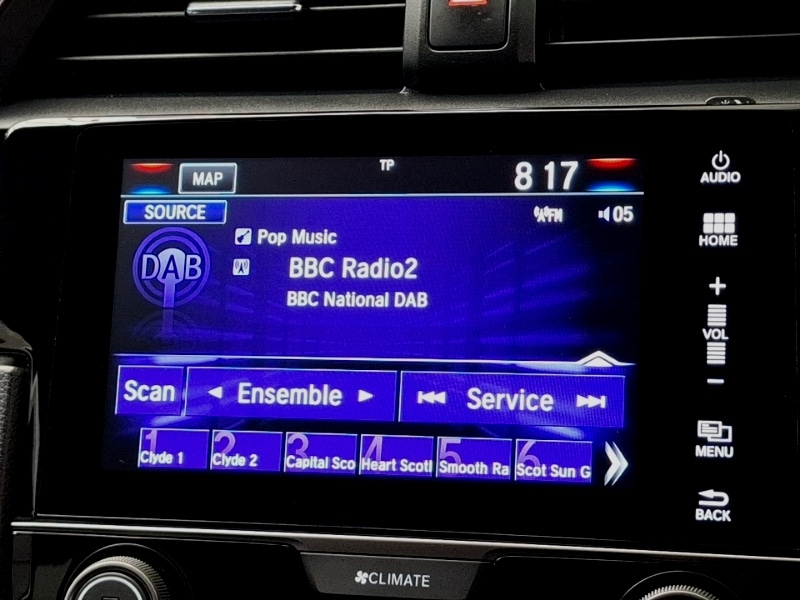 MAP
TP
8 17
SOURCE
FM
05
DAB
Pop Music
BBC Radio2
BBC National DAB
Scan
Ensemble
Service
1 Clyde 1
2 Clyde 2
3 Capital Sco
4 Heart Scotl
5 Smooth Ra
6 Scot Sun G
AUDIO
HOME
+
VOL
–
MENU
BACK
CLIMATE